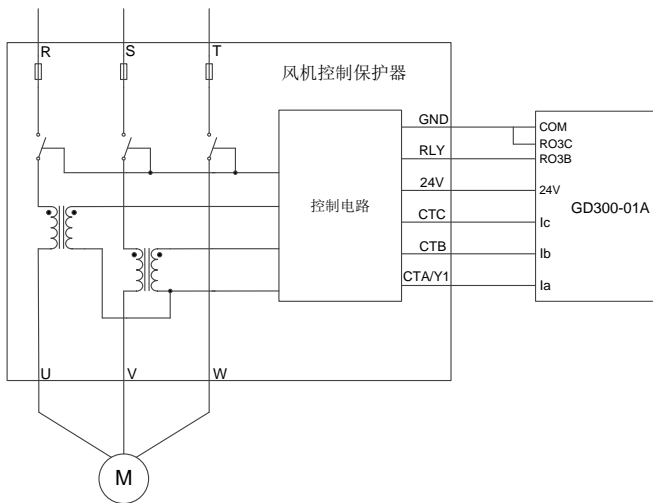 R S T
风机控制保护器
控制电路
GND
RLY
24V
CTC
CTB
CTA/Y1
COM
RO3C
RO3B
24V
Ic
Ib
Ia
GD300-01A
U V W
M